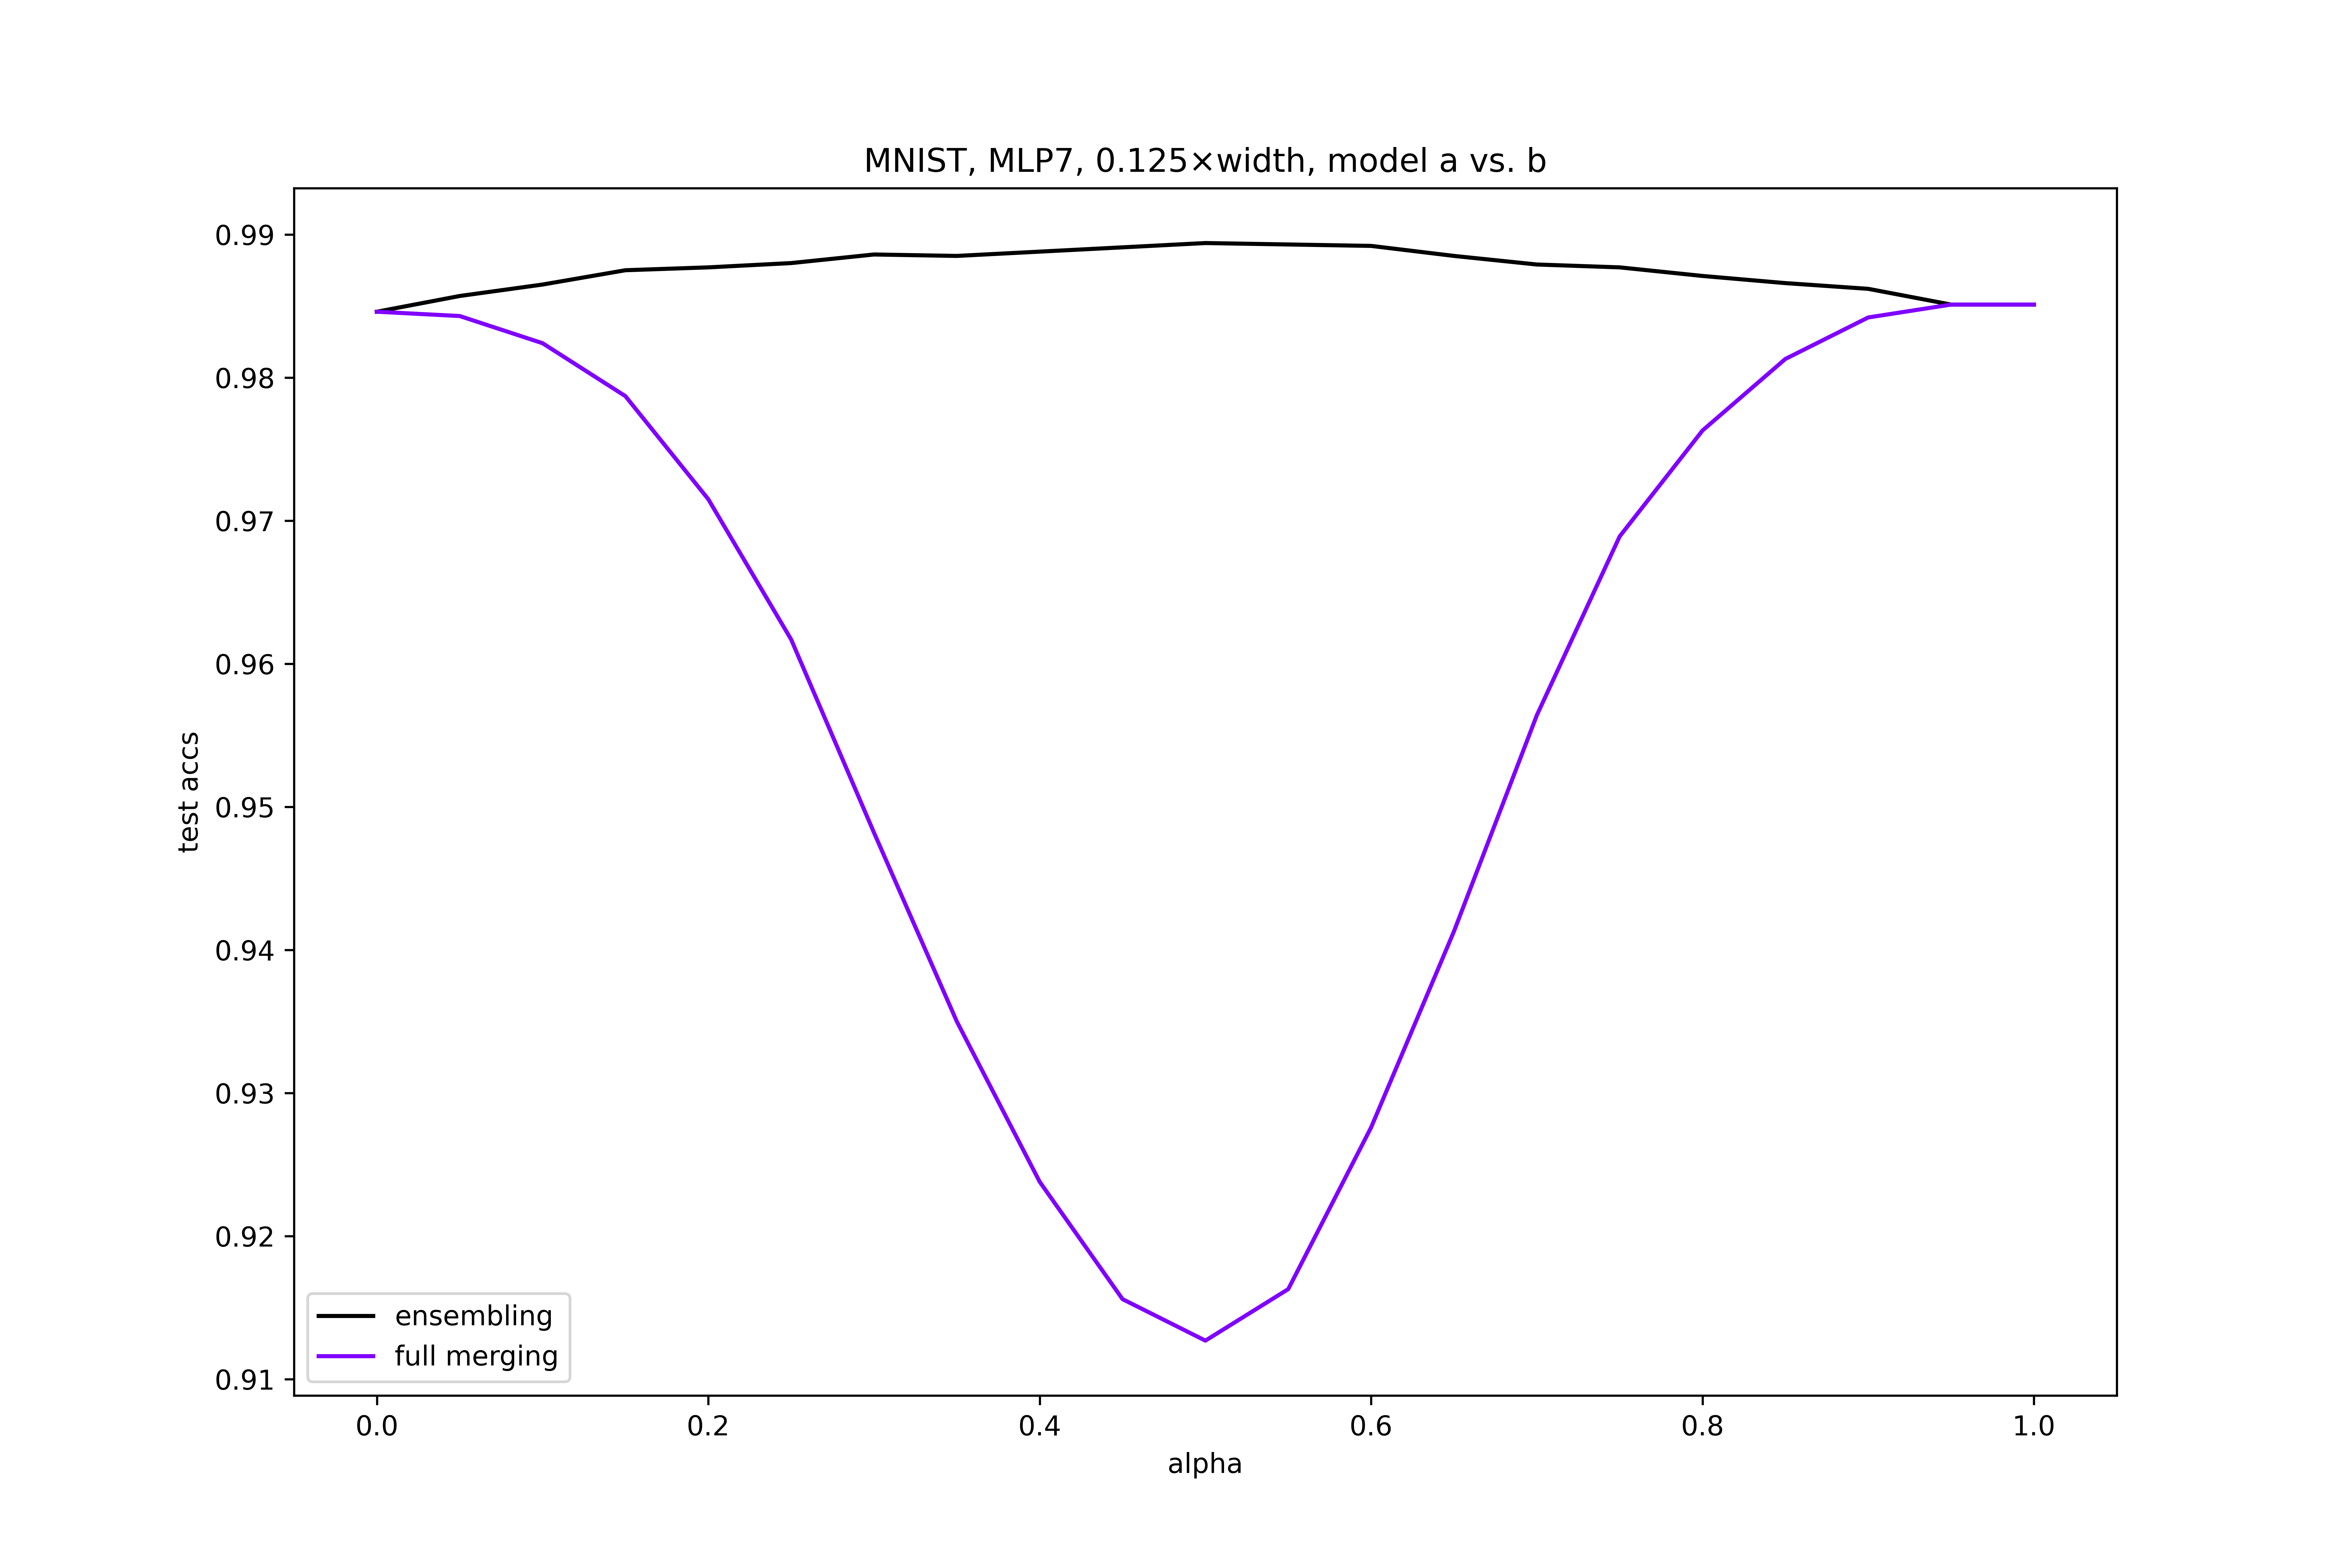 MNIST, MLP7, 0.125×width, model a vs. b
0.99
0.98
0.97
0.96
0.95
0.94
0.93
0.92
0.91
test accs
ensembling
full merging
0.0 0.2 0.4 0.6 0.8 1.0
alpha